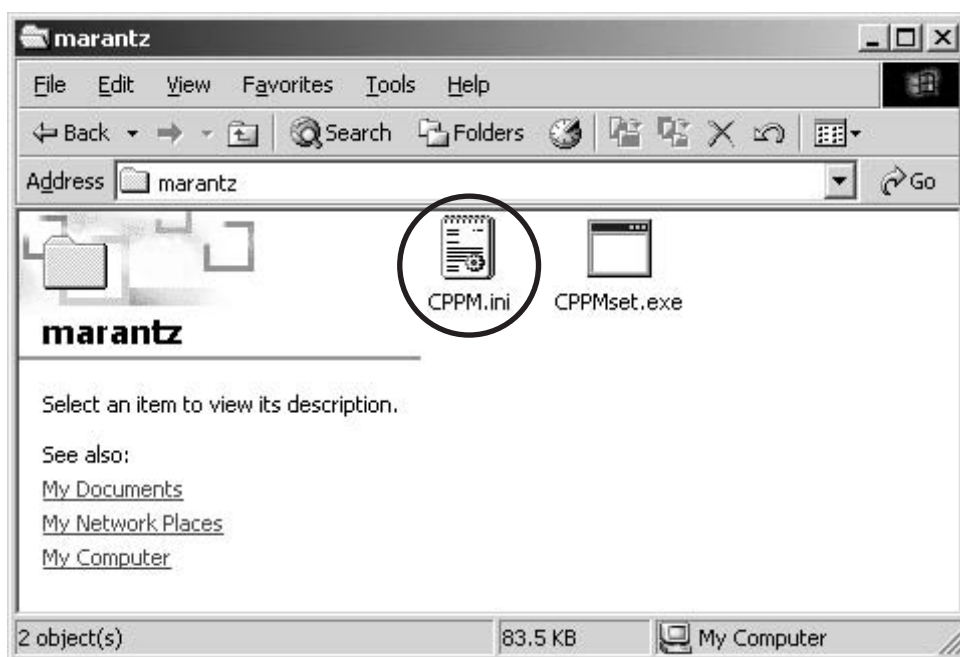 marantz
File Edit View Favorites Tools Help
Back Search Folders
Address marantz Go
CPPM.ini CPPMset.exe
marantz
Select an item to view its description.
See also:
My Documents
My Network Places
My Computer
2 object(s) 83.5 KB My Computer